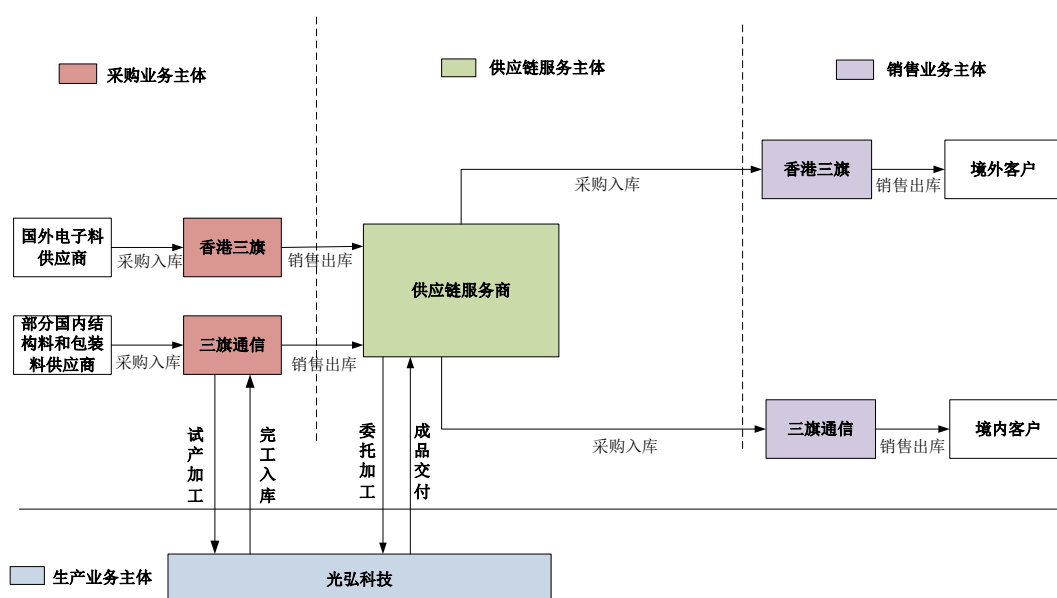 采购业务主体
供应链服务主体
销售业务主体
香港三旗
销售出库
境外客户
采购入库
国外电子料
供应商
采购入库
香港三旗
销售出库
供应链服务商
部分国内结
构料和包装
料供应商
采购入库
三旗通信
销售出库
三旗通信
销售出库
境内客户
采购入库
试产加工
完工入库
委托加工
成品交付
生产业务主体
光弘科技